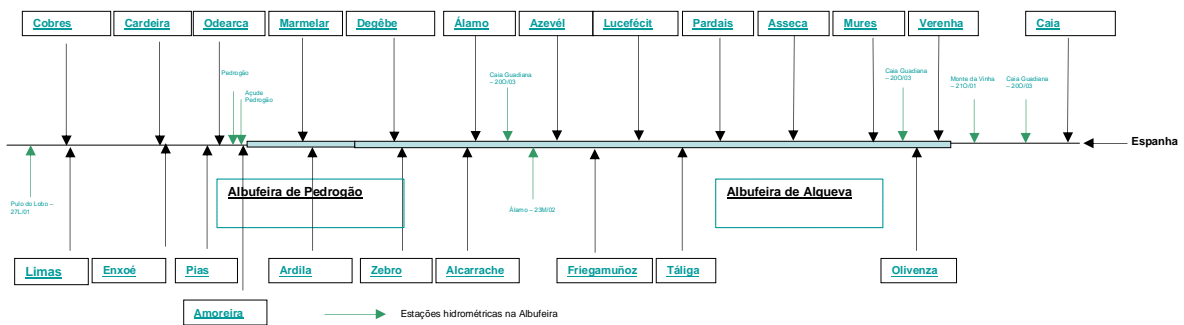 Cobres
Cardeira
Odearca
Marmelar
Degêbe
Álamo
Azevél
Lucefécit
Pardais
Asseca
Mures
Verenha
Caia
Pedrogão
Açude
Pedrogão
Caia Guadiana
– 20O/03
Caia Guadiana
– 20O/03
Monte da Vinha
– 21O/01
Caia Guadiana
– 20O/03
Espanha
Albufeira de Pedrogão
Albufeira de Alqueva
Pulo do Lobo –
27L/01
Álamo – 23M/02
Limas
Enxoé
Pias
Ardila
Zebro
Alcarrache
Friegamuñoz
Táliga
Olivenza
Amoreira
Estações hidrométricas na Albufeira